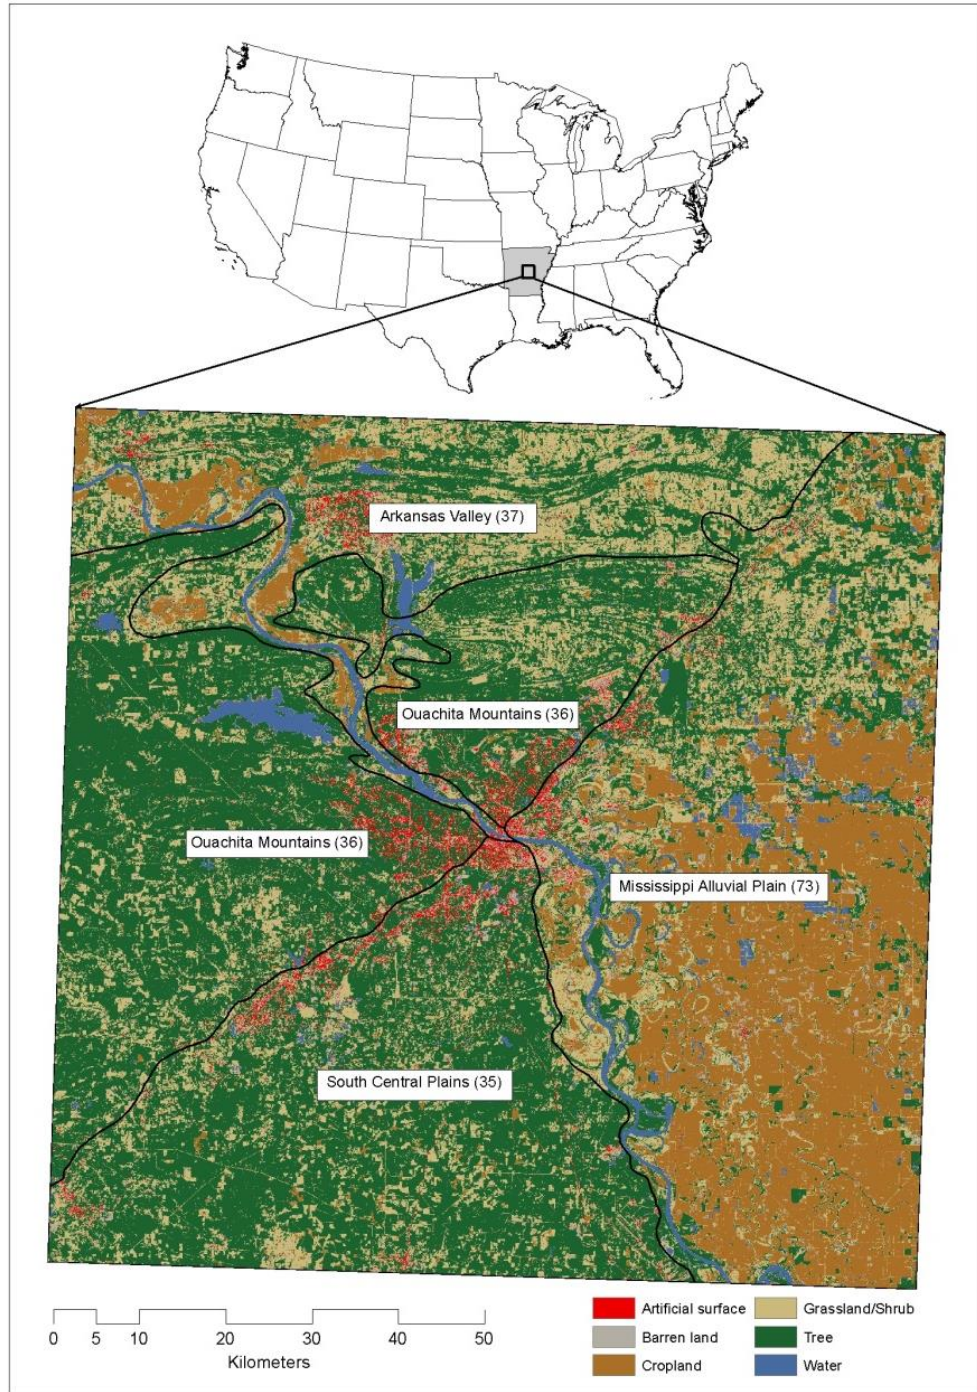 Arkansas Valley (37)
Ouachita Mountains (36)
Ouachita Mountains (36)
Mississippi Alluvial Plain (73)
South Central Plains (35)
0 5 10 20 30 40 50
Kilometers
Artificial surface
Barren land
Cropland
Grassland/Shrub
Tree
Water